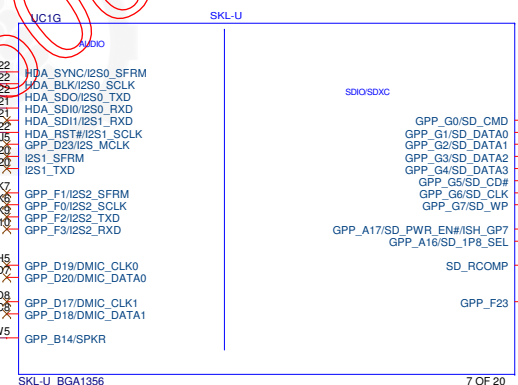 UC1G
SKL-U
AUDIO
SDIO/SDXC
HDA_SYNC/I2S0_SFRM
HDA_BLK/I2S0_SCLK
HDA_SDO/I2S0_TXD
HDA_SDI0/I2S0_RXD
HDA_SDI1/I2S1_RXD
HDA_RST#/I2S1_SCLK
GPP_D23/I2S_MCLK
I2S1_SFRM
I2S1_TXD
GPP_F1/I2S2_SFRM
GPP_F0/I2S2_SCLK
GPP_F2/I2S2_TXD
GPP_F3/I2S2_RXD
GPP_D19/DMIC_CLK0
GPP_D20/DMIC_DATA0
GPP_D17/DMIC_CLK1
GPP_D18/DMIC_DATA1
GPP_B14/SPKR
GPP_G0/SD_CMD
GPP_G1/SD_DATA0
GPP_G2/SD_DATA1
GPP_G3/SD_DATA2
GPP_G4/SD_DATA3
GPP_G5/SD_CD#
GPP_G6/SD_CLK
GPP_G7/SD_WP
GPP_A17/SD_PWR_EN#/ISH_GP7
GPP_A16/SD_1P8_SEL
SD_RCOMP
GPP_F23
SKL-U_BGA1356
7 OF 20